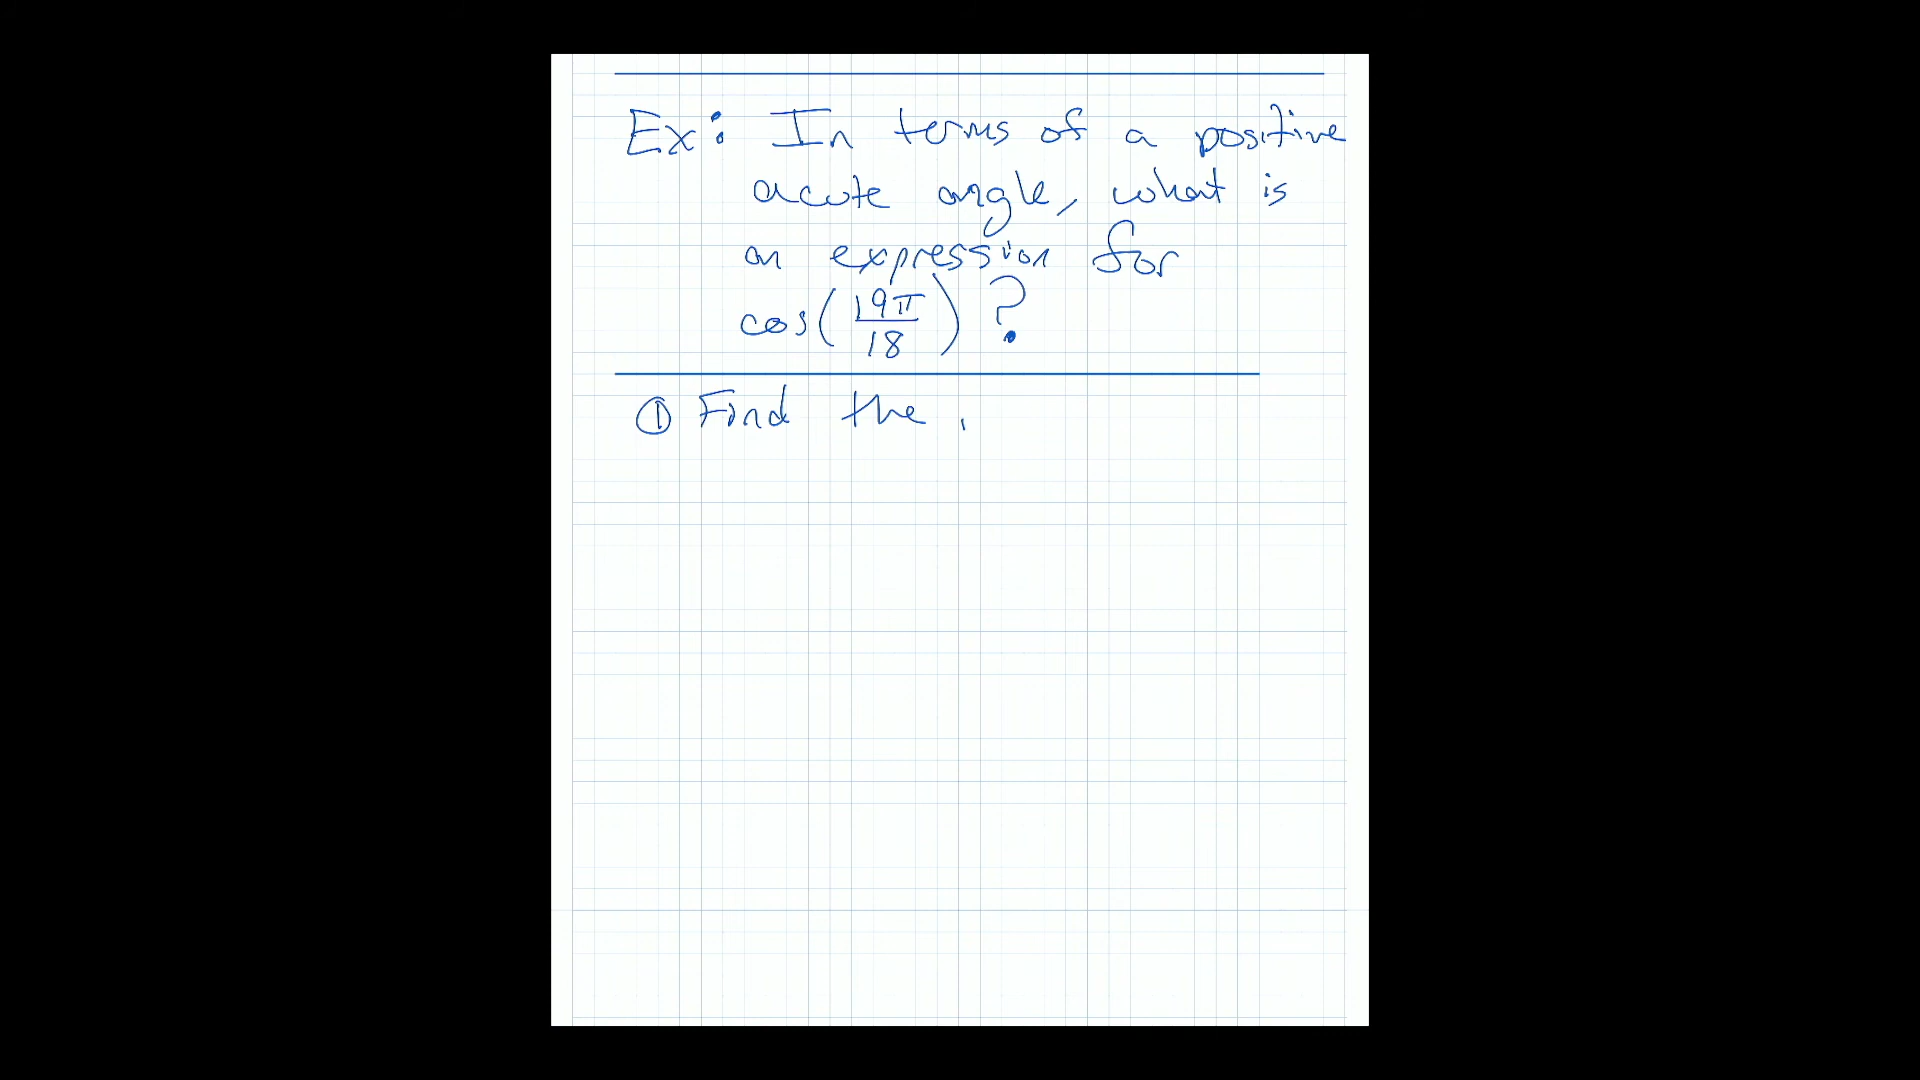 Ex: In terms of a positive
acute angle, what is
an expression for
cos(19π/18)?
① Find the